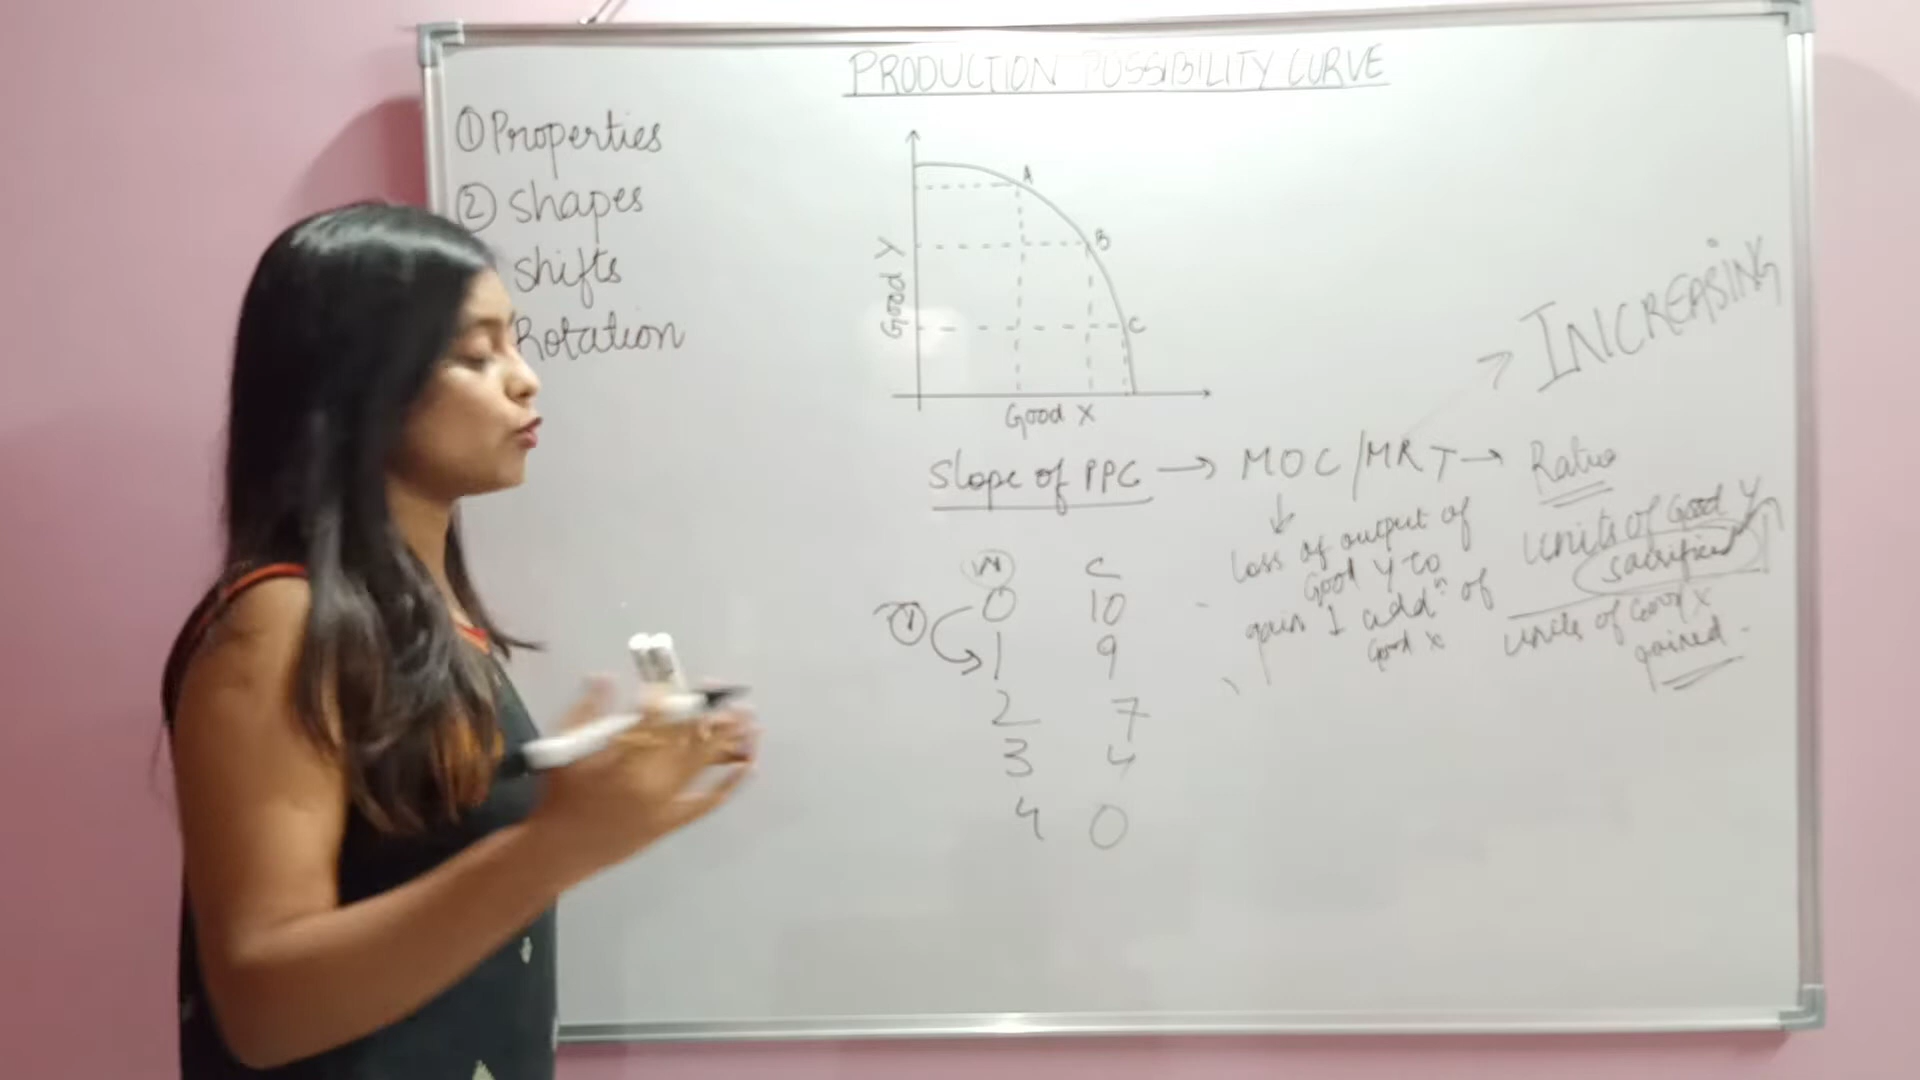 PRODUCTION POSSIBILITY CURVE
① Properties
② Shapes
Shifts
Rotation
A
B
C
Good Y
Good X
INCREASING
Slope of PPC → MOC/MRT → Ratio
loss of output of
Good Y to
gain 1 addⁿ of
Good X
Units of Good Y
sacrificed
units of Good X
gained.
W C
0 10
① 1 9
2 7
3 4
4 0